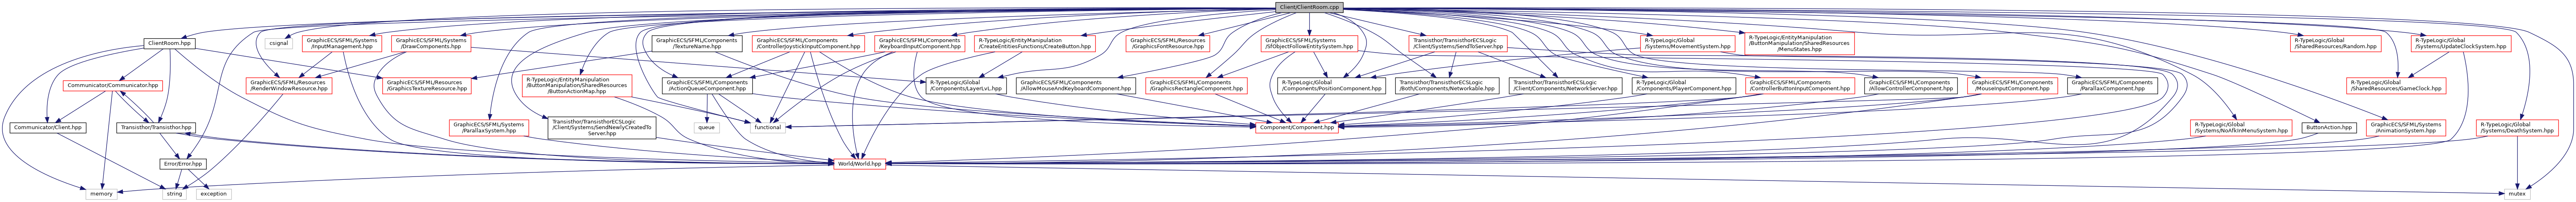 Client/ClientRoom.cpp
ClientRoom.hpp
csignal
GraphicECS/SFML/Systems
/InputManagement.hpp
GraphicECS/SFML/Systems
/DrawComponents.hpp
GraphicECS/SFML/Components
/TextureName.hpp
GraphicECS/SFML/Components
/ControllerJoystickInputComponent.hpp
GraphicECS/SFML/Components
/KeyboardInputComponent.hpp
R-TypeLogic/EntityManipulation
/CreateEntitiesFunctions/CreateButton.hpp
GraphicECS/SFML/Resources
/GraphicsFontResource.hpp
GraphicECS/SFML/Systems
/SfObjectFollowEntitySystem.hpp
Transisthor/TransisthorECSLogic
/Client/Systems/SendToServer.hpp
R-TypeLogic/Global
/Systems/MovementSystem.hpp
R-TypeLogic/EntityManipulation
/ButtonManipulation/SharedResources
/MenuStates.hpp
R-TypeLogic/Global
/SharedResources/Random.hpp
R-TypeLogic/Global
/Systems/UpdateClockSystem.hpp
Communicator/Communicator.hpp
GraphicECS/SFML/Resources
/RenderWindowResource.hpp
GraphicECS/SFML/Resources
/GraphicsTextureResource.hpp
R-TypeLogic/EntityManipulation
/ButtonManipulation/SharedResources
/ButtonActionMap.hpp
GraphicECS/SFML/Components
/ActionQueueComponent.hpp
R-TypeLogic/Global
/Components/LayerLvL.hpp
GraphicECS/SFML/Components
/AllowMouseAndKeyboardComponent.hpp
GraphicECS/SFML/Components
/GraphicsRectangleComponent.hpp
R-TypeLogic/Global
/Components/PositionComponent.hpp
Transisthor/TransisthorECSLogic
/Both/Components/Networkable.hpp
Transisthor/TransisthorECSLogic
/Client/Components/NetworkServer.hpp
R-TypeLogic/Global
/Components/PlayerComponent.hpp
GraphicECS/SFML/Components
/ControllerButtonInputComponent.hpp
GraphicECS/SFML/Components
/AllowControllerComponent.hpp
GraphicECS/SFML/Components
/MouseInputComponent.hpp
GraphicECS/SFML/Components
/ParallaxComponent.hpp
R-TypeLogic/Global
/SharedResources/GameClock.hpp
Communicator/Client.hpp
Transisthor/Transisthor.hpp
GraphicECS/SFML/Systems
/ParallaxSystem.hpp
Transisthor/TransisthorECSLogic
/Client/Systems/SendNewlyCreatedTo
Server.hpp
queue
functional
Component/Component.hpp
R-TypeLogic/Global
/Systems/NoAfkInMenuSystem.hpp
ButtonAction.hpp
GraphicECS/SFML/Systems
/AnimationSystem.hpp
R-TypeLogic/Global
/Systems/DeathSystem.hpp
Error/Error.hpp
World/World.hpp
memory
string
exception
mutex